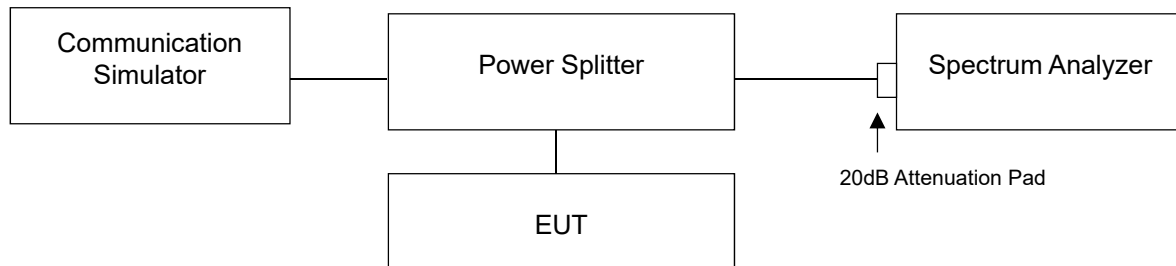 Communication
Simulator
Power Splitter
Spectrum Analyzer
20dB Attenuation Pad
EUT